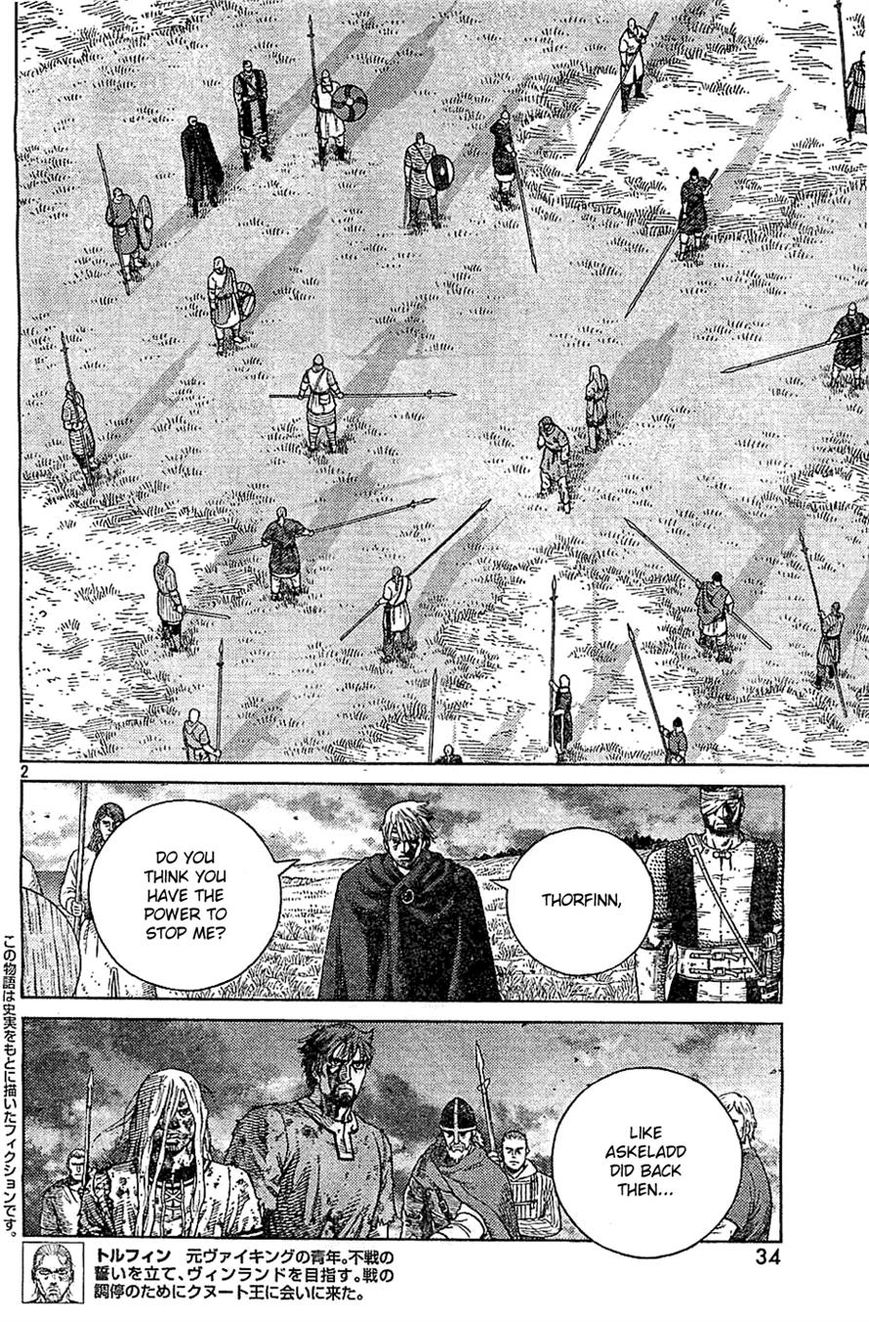 2
THORFINN,
DO YOU
THINK YOU
HAVE THE
POWER TO
STOP ME?
LIKE
ASKELADD
DID BACK
THEN...
この物語は史実をもとに描いたフィクションです。
トルフィン 元ヴァイキングの青年。不戦の
誓いを立て、ヴィンランドを目指す。戦の
調停のためにクヌート王に会いに来た。
34